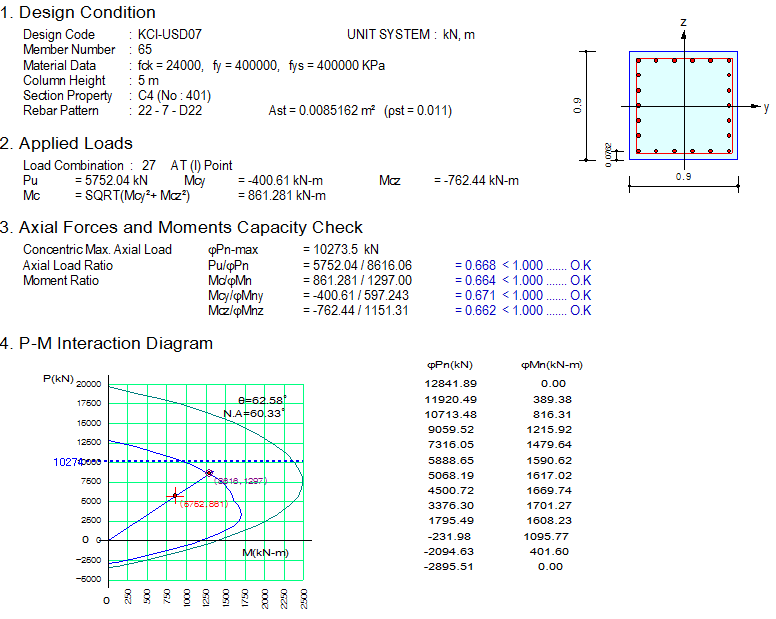 1. Design Condition
Design Code : KCI-USD07 UNIT SYSTEM : kN, m
Member Number : 65
Material Data : fck = 24000, fy = 400000, fys = 400000 KPa
Column Height : 5 m
Section Property : C4 (No : 401)
Rebar Pattern : 22 - 7 - D22 Ast = 0.0085162 m² (ρst = 0.011)
z
y
0.9
0.0762
0.9
2. Applied Loads
Load Combination : 27 AT (I) Point
Pu = 5752.04 kN Mcy = -400.61 kN-m Mcz = -762.44 kN-m
Mc = SQRT(Mcy²+ Mcz²) = 861.281 kN-m
3. Axial Forces and Moments Capacity Check
Concentric Max. Axial Load φPn-max = 10273.5 kN
Axial Load Ratio Pu/φPn = 5752.04 / 8616.06 = 0.668 < 1.000 ....... O.K
Moment Ratio Mc/φMn = 861.281 / 1297.00 = 0.664 < 1.000 ....... O.K
Mcy/φMny = -400.61 / 597.243 = 0.671 < 1.000 ....... O.K
Mcz/φMnz = -762.44 / 1151.31 = 0.662 < 1.000 ....... O.K
4. P-M Interaction Diagram
P(kN)
20000
17500
15000
12500
10274
7500
5000
2500
0 0
-2500
-5000
θ=62.58°
N.A=60.33°
(8616,1297)
(5752,861)
M(kN-m)
0 250 500 750 1000 1250 1500 1750 2000 2250 2500
φPn(kN) φMn(kN-m)
12841.89 0.00
11920.49 389.38
10713.48 816.31
9059.52 1215.92
7316.05 1479.64
5888.65 1590.62
5068.19 1617.02
4500.72 1669.74
3376.30 1701.27
1795.49 1608.23
-231.98 1095.77
-2094.63 401.60
-2895.51 0.00